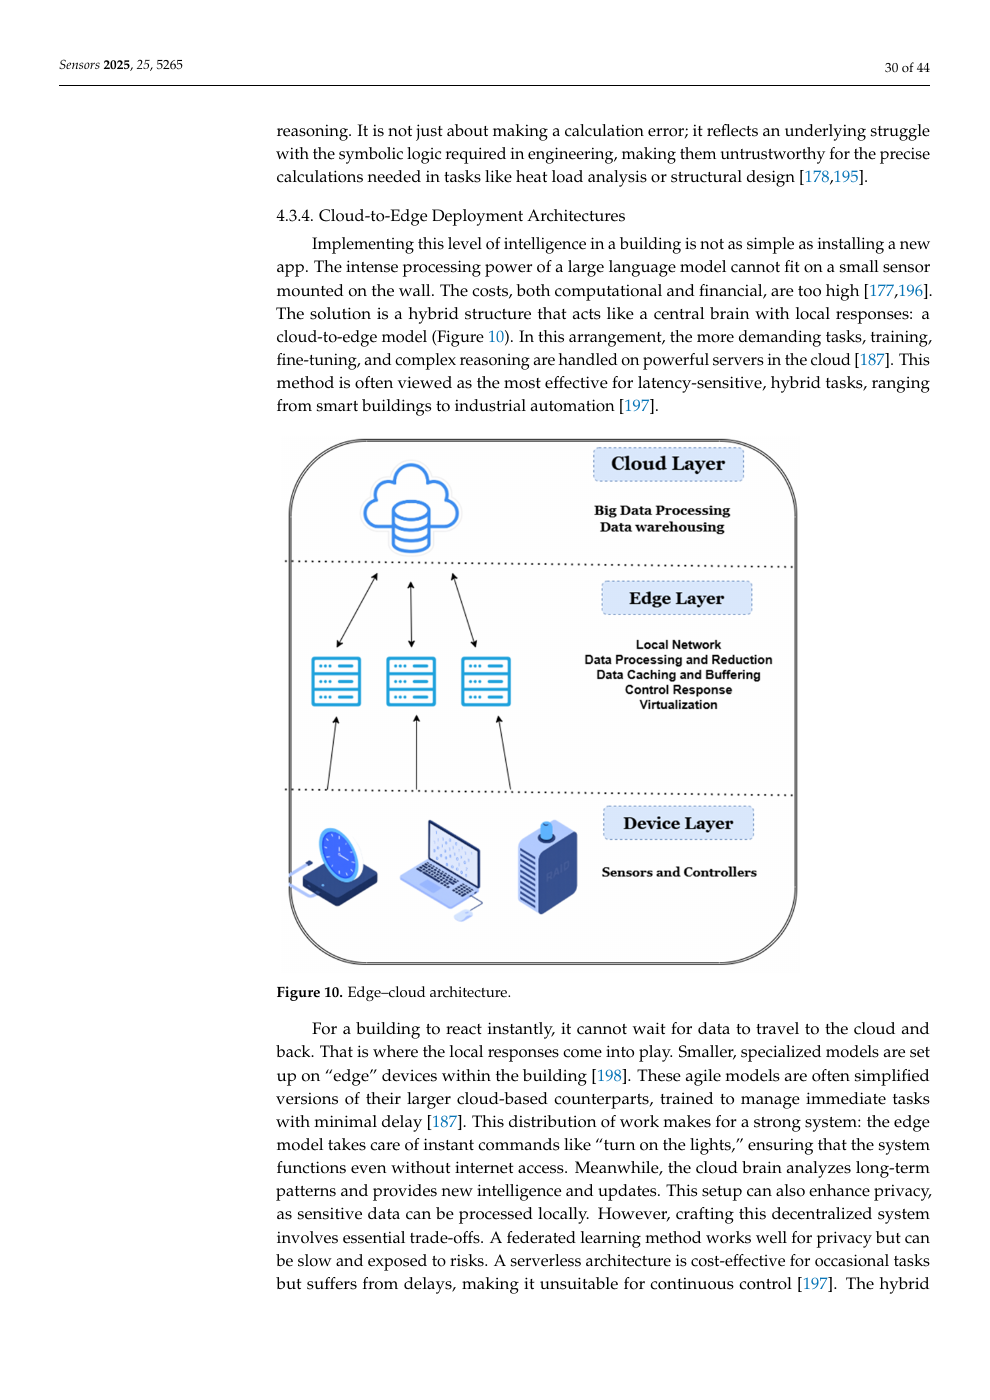 Sensors 2025, 25, 5265
30 of 44
reasoning. It is not just about making a calculation error; it reflects an underlying struggle
with the symbolic logic required in engineering, making them untrustworthy for the precise
calculations needed in tasks like heat load analysis or structural design [178,195].
4.3.4. Cloud-to-Edge Deployment Architectures
Implementing this level of intelligence in a building is not as simple as installing a new
app. The intense processing power of a large language model cannot fit on a small sensor
mounted on the wall. The costs, both computational and financial, are too high [177,196].
The solution is a hybrid structure that acts like a central brain with local responses: a
cloud-to-edge model (Figure 10). In this arrangement, the more demanding tasks, training,
fine-tuning, and complex reasoning are handled on powerful servers in the cloud [187]. This
method is often viewed as the most effective for latency-sensitive, hybrid tasks, ranging
from smart buildings to industrial automation [197].
Cloud Layer
Big Data Processing
Data warehousing
Edge Layer
Local Network
Data Processing and Reduction
Data Caching and Buffering
Control Response
Virtualization
Device Layer
RAID
Sensors and Controllers
Figure 10. Edge–cloud architecture.
For a building to react instantly, it cannot wait for data to travel to the cloud and
back. That is where the local responses come into play. Smaller, specialized models are set
up on “edge” devices within the building [198]. These agile models are often simplified
versions of their larger cloud-based counterparts, trained to manage immediate tasks
with minimal delay [187]. This distribution of work makes for a strong system: the edge
model takes care of instant commands like “turn on the lights,” ensuring that the system
functions even without internet access. Meanwhile, the cloud brain analyzes long-term
patterns and provides new intelligence and updates. This setup can also enhance privacy,
as sensitive data can be processed locally. However, crafting this decentralized system
involves essential trade-offs. A federated learning method works well for privacy but can
be slow and exposed to risks. A serverless architecture is cost-effective for occasional tasks
but suffers from delays, making it unsuitable for continuous control [197]. The hybrid